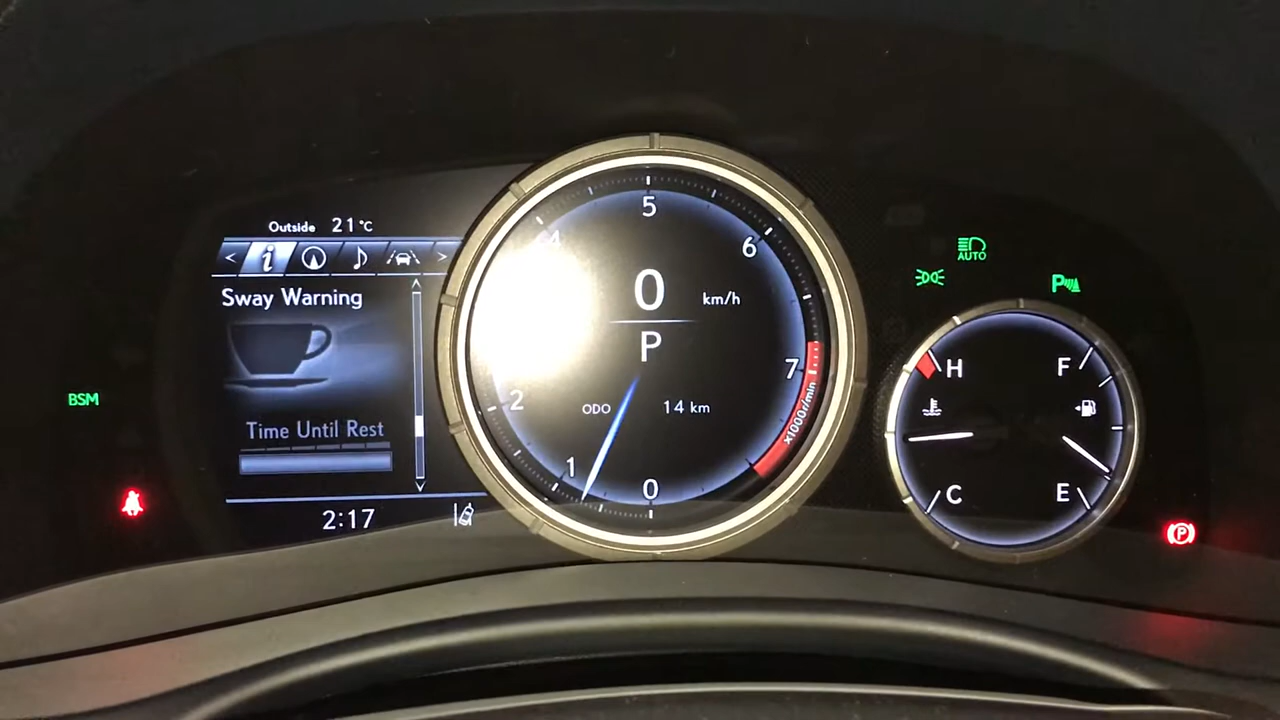 Outside 21°C
< i >
Sway Warning
Time Until Rest
2:17
BSM
4
5
6
7
2
1
0
x1000r/min
0 km/h
P
ODO 14 km
AUTO
P
H
F
C
E
P